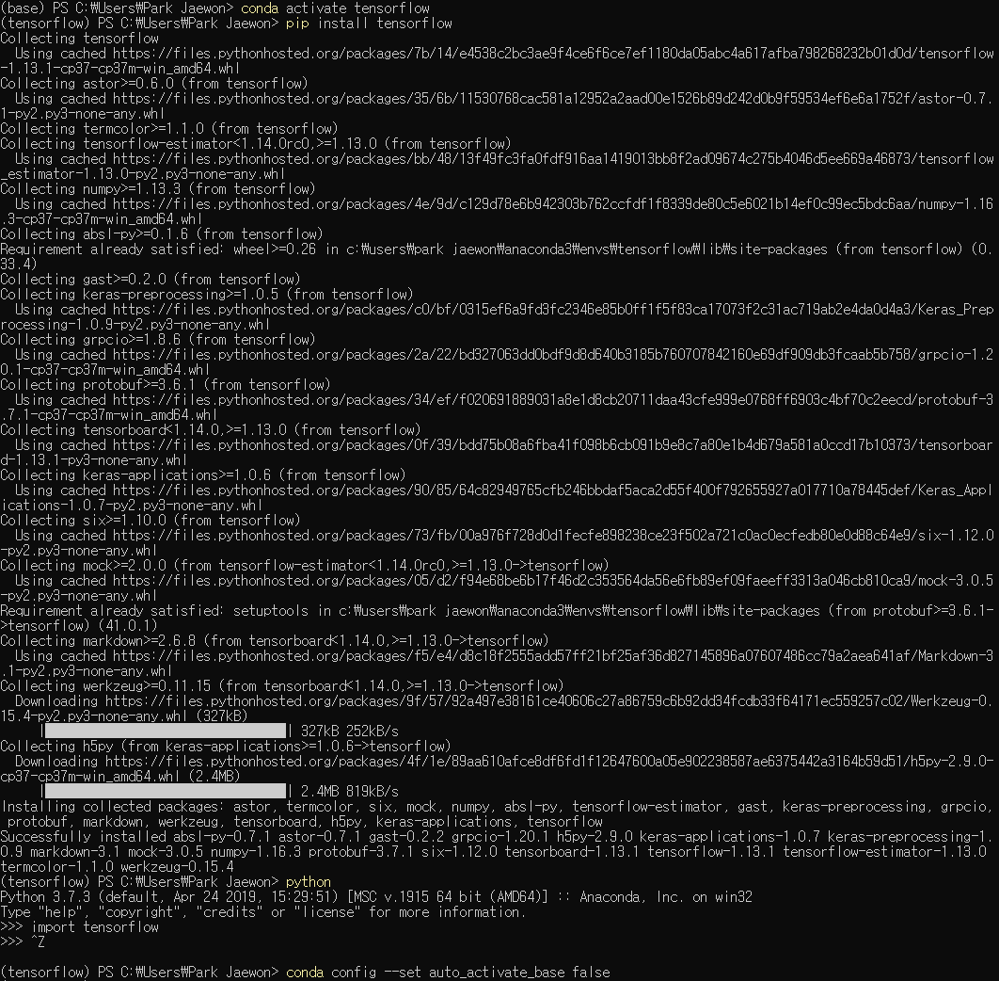 (base) PS C:₩Users₩Park Jaewon> conda activate tensorflow
(tensorflow) PS C:₩Users₩Park Jaewon> pip install tensorflow
Collecting tensorflow
  Using cached https://files.pythonhosted.org/packages/7b/14/e4538c2bc3ae9f4ce6f6ce7ef1180da05abc4a617afba798268232b01d0d/tensorflow
-1.13.1-cp37-cp37m-win_amd64.whl
Collecting astor>=0.6.0 (from tensorflow)
  Using cached https://files.pythonhosted.org/packages/35/6b/11530768cac581a12952a2aad00e1526b89d242d0b9f59534ef6e6a1752f/astor-0.7.
1-py2.py3-none-any.whl
Collecting termcolor>=1.1.0 (from tensorflow)
Collecting tensorflow-estimator<1.14.0rc0,>=1.13.0 (from tensorflow)
  Using cached https://files.pythonhosted.org/packages/bb/48/13f49fc3fa0fdf916aa1419013bb8f2ad09674c275b4046d5ee669a46873/tensorflow
_estimator-1.13.0-py2.py3-none-any.whl
Collecting numpy>=1.13.3 (from tensorflow)
  Using cached https://files.pythonhosted.org/packages/4e/9d/c129d78e6b942303b762ccfdf1f8339de80c5e6021b14ef0c99ec5bdc6aa/numpy-1.16
.3-cp37-cp37m-win_amd64.whl
Collecting absl-py>=0.1.6 (from tensorflow)
Requirement already satisfied: wheel>=0.26 in c:₩users₩park jaewon₩anaconda3₩envs₩tensorflow₩lib₩site-packages (from tensorflow) (0.
33.4)
Collecting gast>=0.2.0 (from tensorflow)
Collecting keras-preprocessing>=1.0.5 (from tensorflow)
  Using cached https://files.pythonhosted.org/packages/c0/bf/0315ef6a9fd3fc2346e85b0ff1f5f83ca17073f2c31ac719ab2e4da0d4a3/Keras_Prep
rocessing-1.0.9-py2.py3-none-any.whl
Collecting grpcio>=1.8.6 (from tensorflow)
  Using cached https://files.pythonhosted.org/packages/2a/22/bd327063dd0bdf9d8d640b3185b760707842160e69df909db3fcaab5b758/grpcio-1.2
0.1-cp37-cp37m-win_amd64.whl
Collecting protobuf>=3.6.1 (from tensorflow)
  Using cached https://files.pythonhosted.org/packages/34/ef/f020691889031a8e1d8cb20711daa43cfe999e0768ff6903c4bf70c2eecd/protobuf-3
.7.1-cp37-cp37m-win_amd64.whl
Collecting tensorboard<1.14.0,>=1.13.0 (from tensorflow)
  Using cached https://files.pythonhosted.org/packages/0f/39/bdd75b08a6fba41f098b6cb091b9e8c7a80e1b4d679a581a0ccd17b10373/tensorboar
d-1.13.1-py3-none-any.whl
Collecting keras-applications>=1.0.6 (from tensorflow)
  Using cached https://files.pythonhosted.org/packages/90/85/64c82949765cfb246bbdaf5aca2d55f400f792655927a017710a78445def/Keras_Appl
ications-1.0.7-py2.py3-none-any.whl
Collecting six>=1.10.0 (from tensorflow)
  Using cached https://files.pythonhosted.org/packages/73/fb/00a976f728d0d1fecfe898238ce23f502a721c0ac0ecfedb80e0d88c64e9/six-1.12.0
-py2.py3-none-any.whl
Collecting mock>=2.0.0 (from tensorflow-estimator<1.14.0rc0,>=1.13.0->tensorflow)
  Using cached https://files.pythonhosted.org/packages/05/d2/f94e68be6b17f46d2c353564da56e6fb89ef09faeeff3313a046cb810ca9/mock-3.0.5
-py2.py3-none-any.whl
Requirement already satisfied: setuptools in c:₩users₩park jaewon₩anaconda3₩envs₩tensorflow₩lib₩site-packages (from protobuf>=3.6.1-
>tensorflow) (41.0.1)
Collecting markdown>=2.6.8 (from tensorboard<1.14.0,>=1.13.0->tensorflow)
  Using cached https://files.pythonhosted.org/packages/f5/e4/d8c18f2555add57ff21bf25af36d827145896a07607486cc79a2aea641af/Markdown-3
.1-py2.py3-none-any.whl
Collecting werkzeug>=0.11.15 (from tensorboard<1.14.0,>=1.13.0->tensorflow)
  Downloading https://files.pythonhosted.org/packages/9f/57/92a497e38161ce40606c27a86759c6b92dd34fcdb33f64171ec559257c02/Werkzeug-0.
15.4-py2.py3-none-any.whl (327kB)
     |████████████████████████████████| 327kB 252kB/s
Collecting h5py (from keras-applications>=1.0.6->tensorflow)
  Downloading https://files.pythonhosted.org/packages/4f/1e/89aa610afce8df6fd1f12647600a05e902238587ae6375442a3164b59d51/h5py-2.9.0-
cp37-cp37m-win_amd64.whl (2.4MB)
     |████████████████████████████████| 2.4MB 819kB/s
Installing collected packages: astor, termcolor, six, mock, numpy, absl-py, tensorflow-estimator, gast, keras-preprocessing, grpcio,
 protobuf, markdown, werkzeug, tensorboard, h5py, keras-applications, tensorflow
Successfully installed absl-py-0.7.1 astor-0.7.1 gast-0.2.2 grpcio-1.20.1 h5py-2.9.0 keras-applications-1.0.7 keras-preprocessing-1.
0.9 markdown-3.1 mock-3.0.5 numpy-1.16.3 protobuf-3.7.1 six-1.12.0 tensorboard-1.13.1 tensorflow-1.13.1 tensorflow-estimator-1.13.0
termcolor-1.1.0 werkzeug-0.15.4
(tensorflow) PS C:₩Users₩Park Jaewon> python
Python 3.7.3 (default, Apr 24 2019, 15:29:51) [MSC v.1915 64 bit (AMD64)] :: Anaconda, Inc. on win32
Type "help", "copyright", "credits" or "license" for more information.
>>> import tensorflow
>>> ^Z
(tensorflow) PS C:₩Users₩Park Jaewon> conda config --set auto_activate_base false